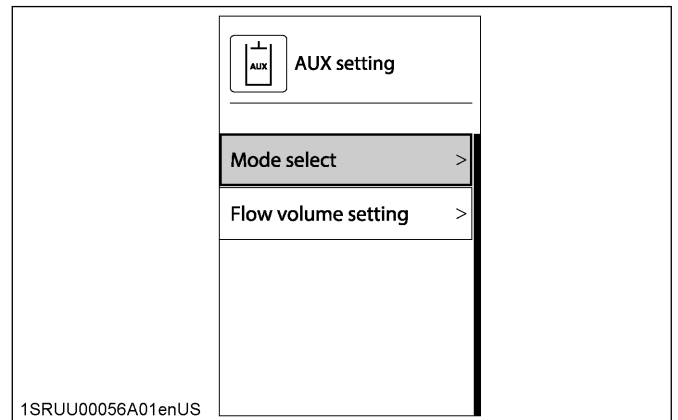 AUX
AUX setting
Mode select >
Flow volume setting >
1SRUU00056A01enUS